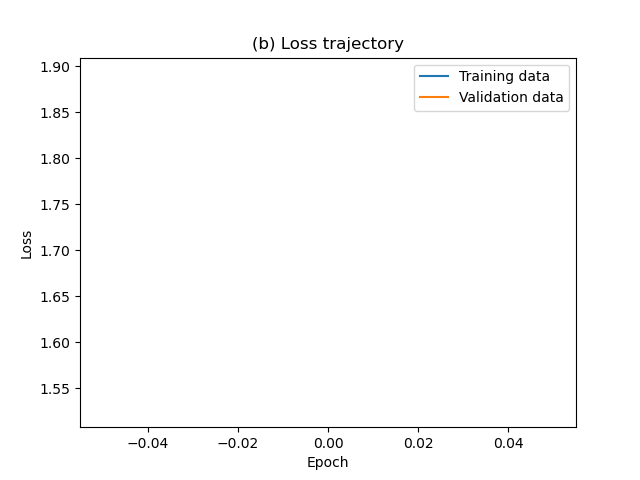 (b) Loss trajectory
Training data
Validation data
1.90
1.85
1.80
1.75
1.70
1.65
1.60
1.55
Loss
−0.04 −0.02 0.00 0.02 0.04
Epoch